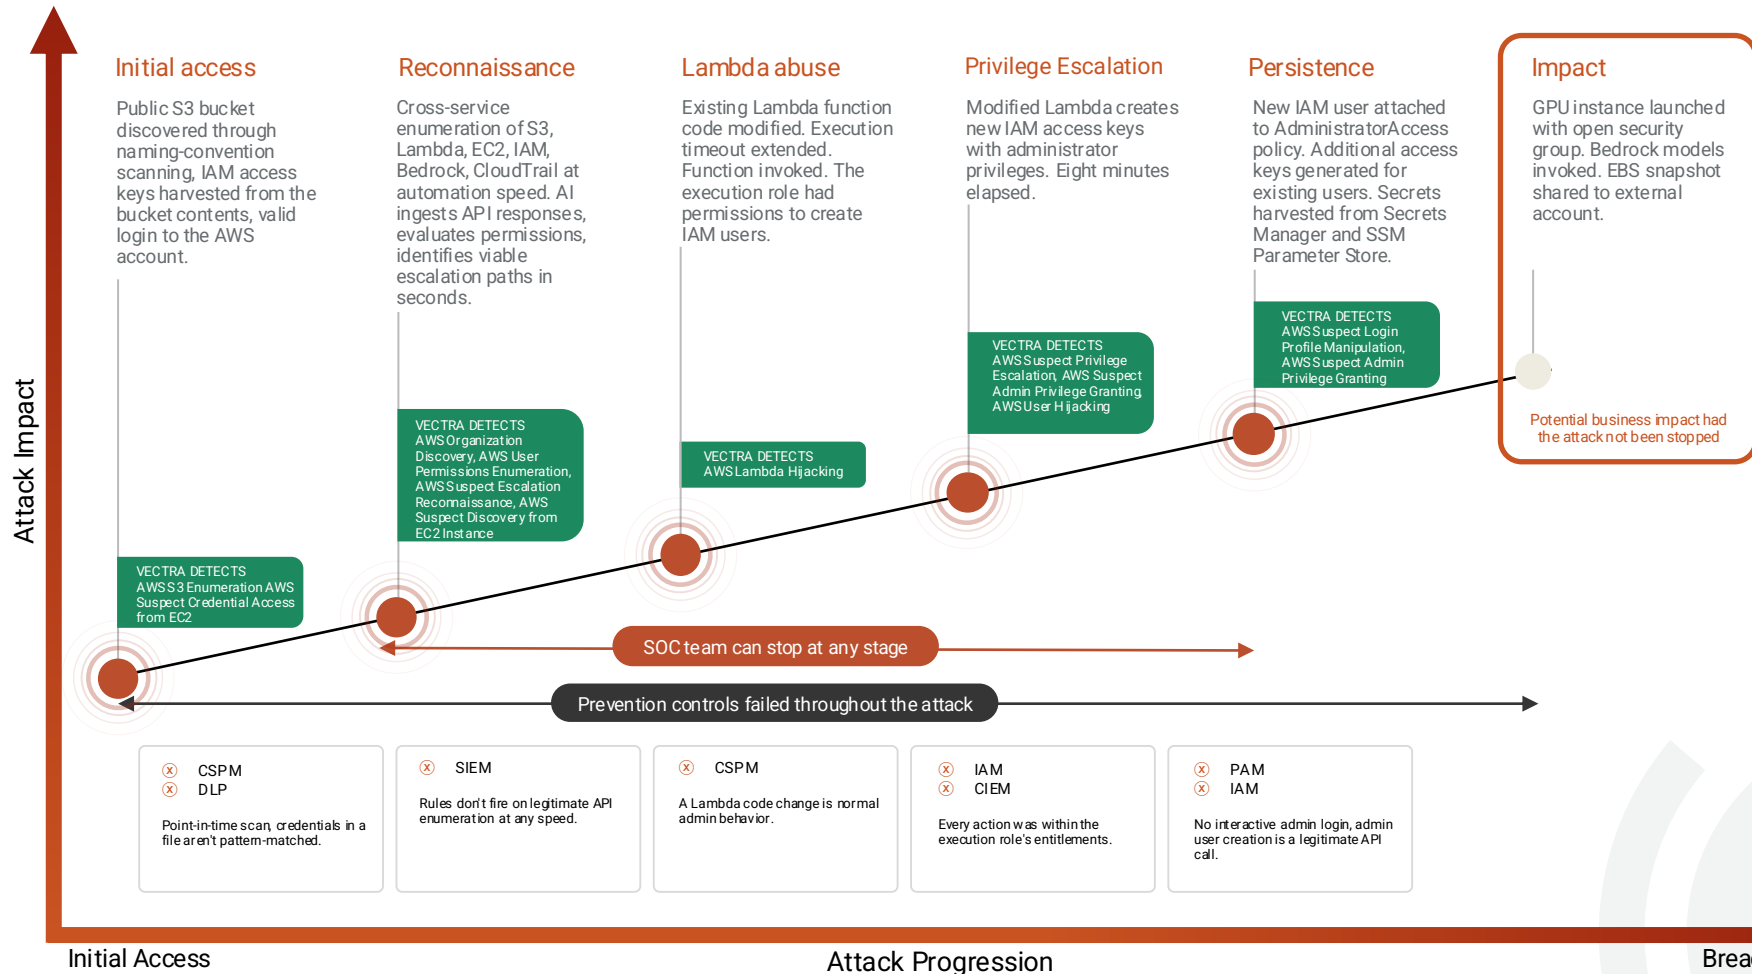 Initial access
Public S3 bucket
discovered through
naming-convention
scanning, IAM access
keys harvested from the
bucket contents, valid
login to the AWS
account.
Reconnaissance
Cross-service
enumeration of S3,
Lambda, EC2, IAM,
Bedrock, CloudTrail at
automation speed. AI
ingests API responses,
evaluates permissions,
identifies viable
escalation paths in
seconds.
Lambda abuse
Existing Lambda function
code modified. Execution
timeout extended.
Function invoked. The
execution role had
permissions to create
IAM users.
Privilege Escalation
Modified Lambda creates
new IAM access keys
with administrator
privileges. Eight minutes
elapsed.
Persistence
New IAM user attached
to AdministratorAccess
policy. Additional access
keys generated for
existing users. Secrets
harvested from Secrets
Manager and SSM
Parameter Store.
Impact
GPU instance launched
with open security
group. Bedrock models
invoked. EBS snapshot
shared to external
account.
VECTRA DETECTS
AWS S3 Enumeration AWS
Suspect Credential Access
from EC2
VECTRA DETECTS
AWS Organization
Discovery, AWS User
Permissions Enumeration,
AWS Suspect Escalation
Reconnaissance, AWS
Suspect Discovery from
EC2 Instance
VECTRA DETECTS
AWS Lambda Hijacking
VECTRA DETECTS
AWS Suspect Privilege
Escalation, AWS Suspect
Admin Privilege Granting,
AWS User Hijacking
VECTRA DETECTS
AWS Suspect Login
Profile Manipulation,
AWS Suspect Admin
Privilege Granting
Potential business impact had
the attack not been stopped
Attack Impact
SOC team can stop at any stage
Prevention controls failed throughout the attack
x CSPM
x DLP
Point-in-time scan, credentials in a
file aren't pattern-matched.
x SIEM
Rules don't fire on legitimate API
enumeration at any speed.
x CSPM
A Lambda code change is normal
admin behavior.
x IAM
x CIEM
Every action was within the
execution role's entitlements.
x PAM
x IAM
No interactive admin login, admin
user creation is a legitimate API
call.
Initial Access
Attack Progression